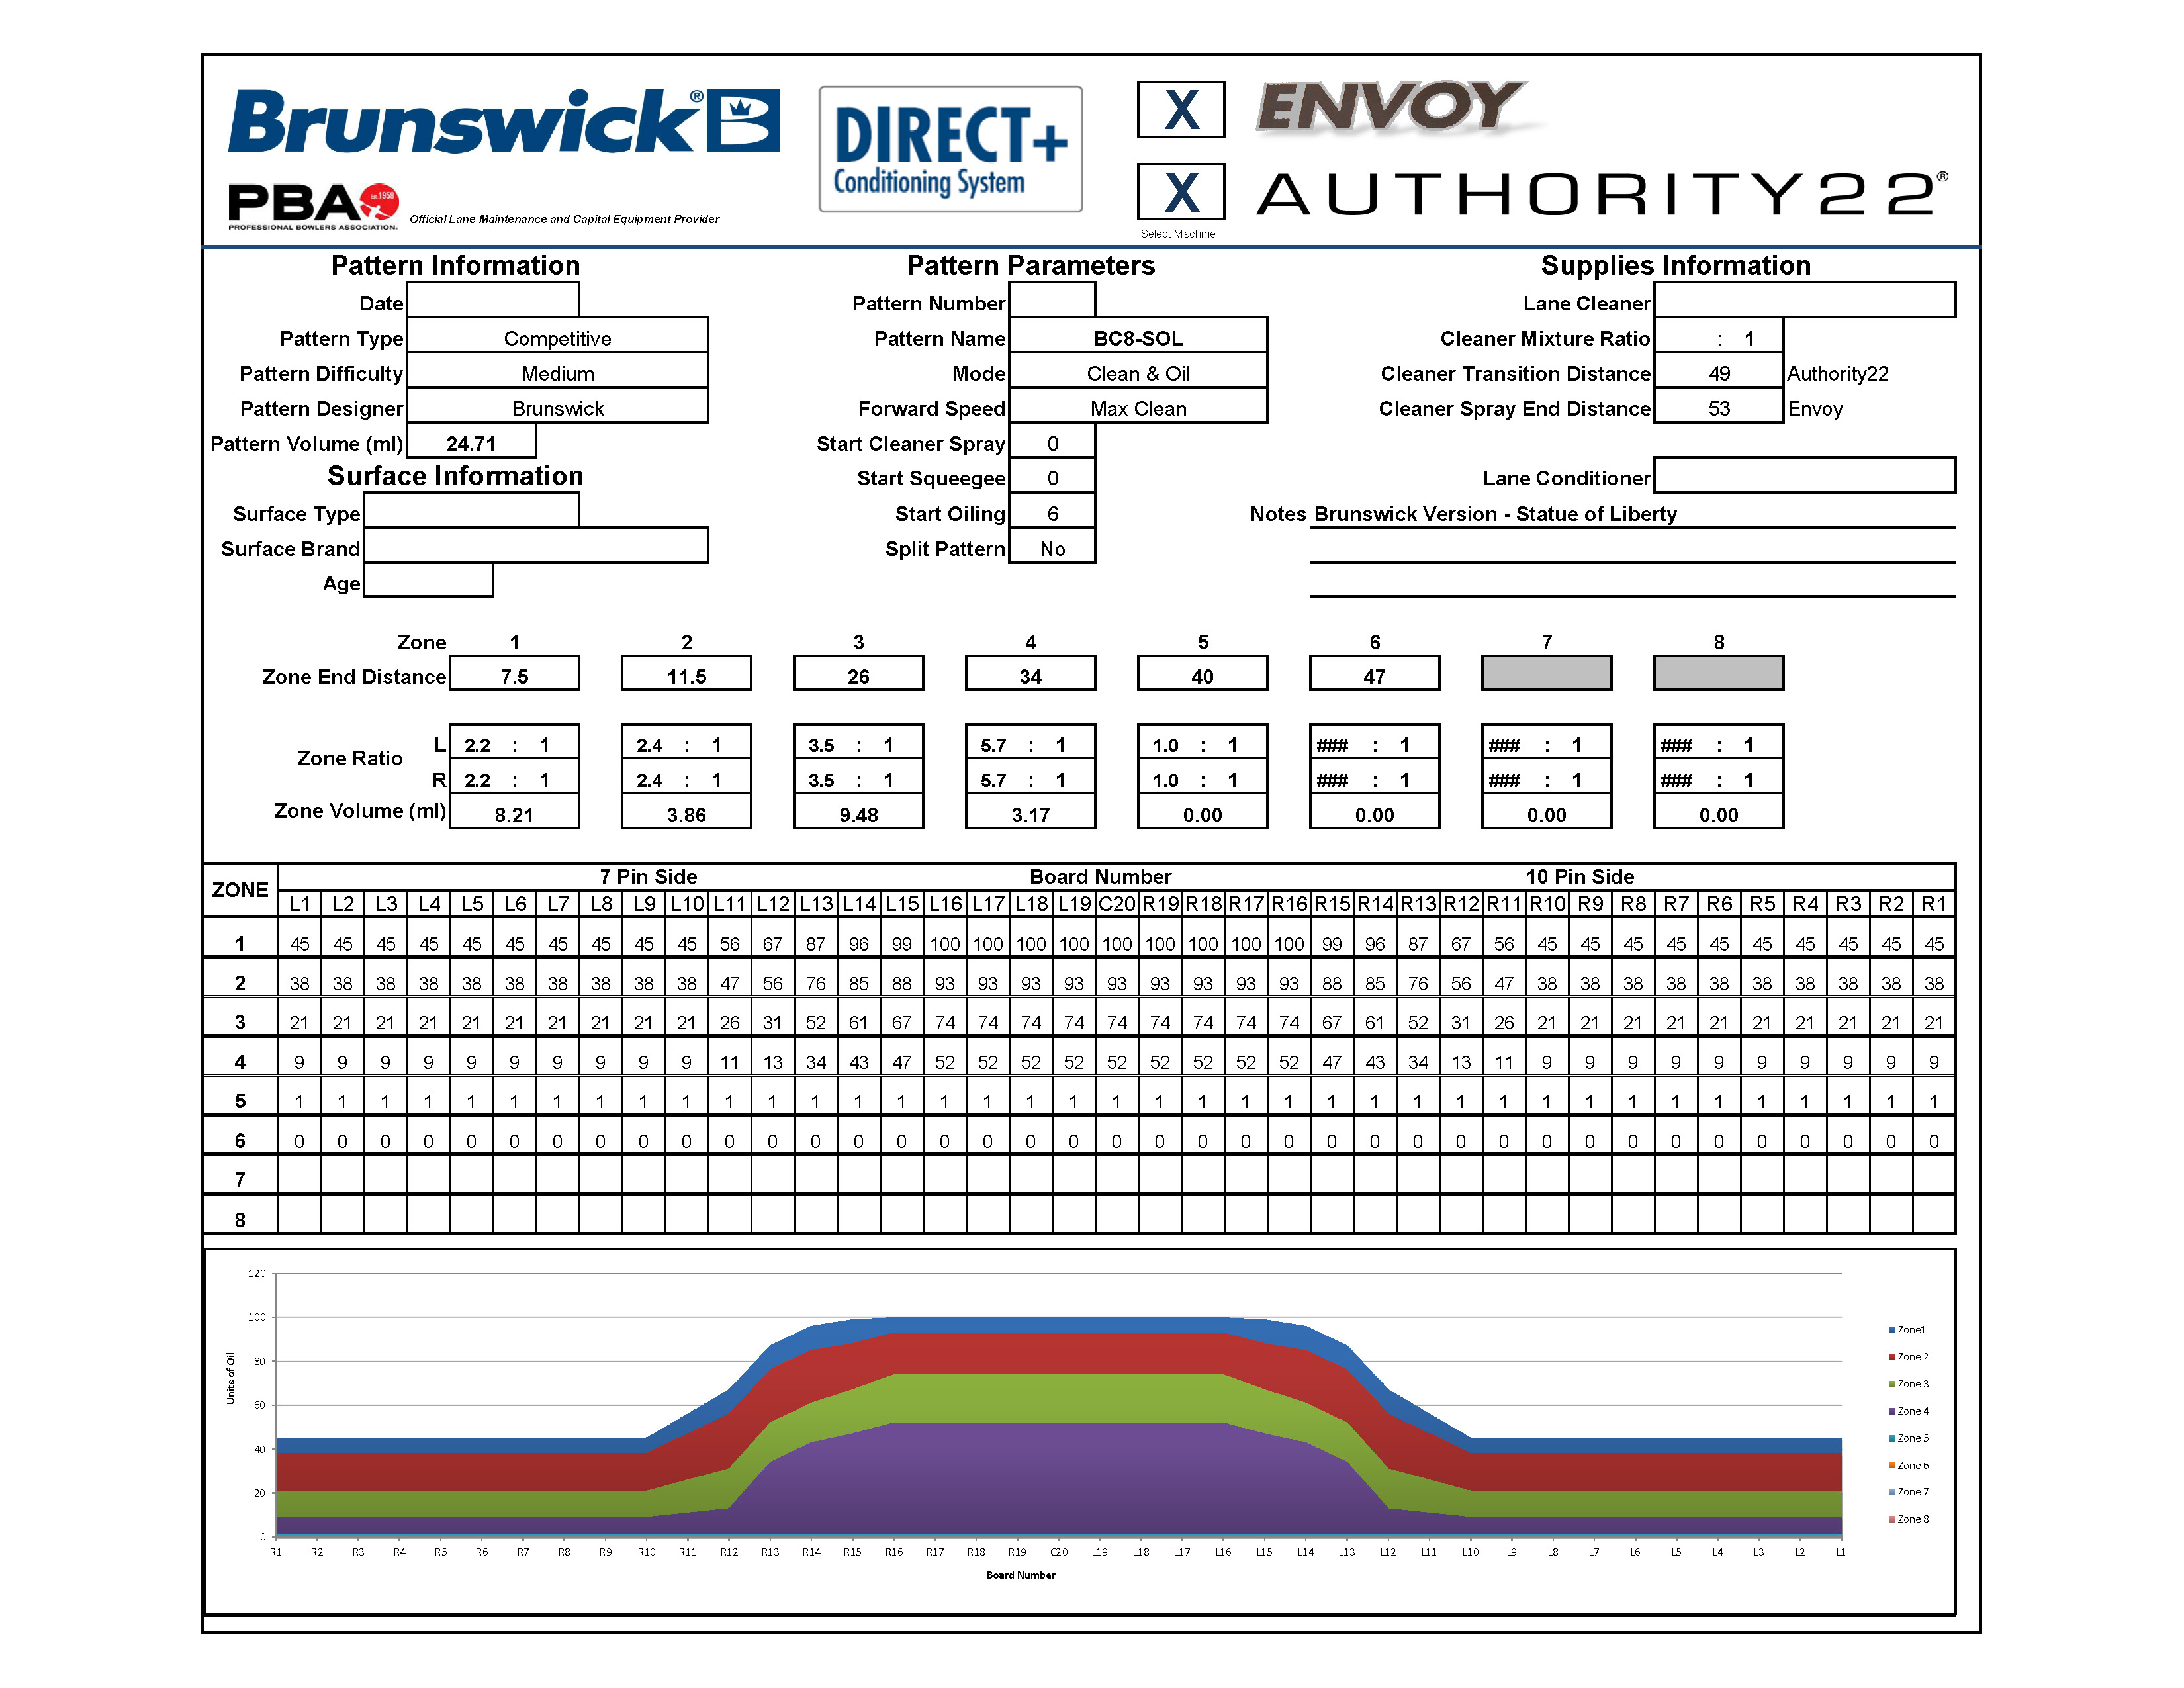 Brunswick® B
DIRECT+
Conditioning System
X ENVOY
X AUTHORITY22®
Select Machine
PBA est.1958
PROFESSIONAL BOWLERS ASSOCIATION.
Official Lane Maintenance and Capital Equipment Provider
Pattern Information
Date
Pattern Type Competitive
Pattern Difficulty Medium
Pattern Designer Brunswick
Pattern Volume (ml) 24.71
Surface Information
Surface Type
Surface Brand
Age
Pattern Parameters
Pattern Number
Pattern Name BC8-SOL
Mode Clean & Oil
Forward Speed Max Clean
Start Cleaner Spray 0
Start Squeegee 0
Start Oiling 6
Split Pattern No
Supplies Information
Lane Cleaner
Cleaner Mixture Ratio : 1
Cleaner Transition Distance 49 Authority22
Cleaner Spray End Distance 53 Envoy
Lane Conditioner
Notes Brunswick Version - Statue of Liberty
Zone 1 2 3 4 5 6 7 8
Zone End Distance 7.5 11.5 26 34 40 47
Zone Ratio
L 2.2 : 1 2.4 : 1 3.5 : 1 5.7 : 1 1.0 : 1 ### : 1 ### : 1 ### : 1
R 2.2 : 1 2.4 : 1 3.5 : 1 5.7 : 1 1.0 : 1 ### : 1 ### : 1 ### : 1
Zone Volume (ml) 8.21 3.86 9.48 3.17 0.00 0.00 0.00 0.00
ZONE 7 Pin Side Board Number 10 Pin Side
L1 L2 L3 L4 L5 L6 L7 L8 L9 L10 L11 L12 L13 L14 L15 L16 L17 L18 L19 C20 R19 R18 R17 R16 R15 R14 R13 R12 R11 R10 R9 R8 R7 R6 R5 R4 R3 R2 R1
1 45 45 45 45 45 45 45 45 45 45 56 67 87 96 99 100 100 100 100 100 100 100 100 100 99 96 87 67 56 45 45 45 45 45 45 45 45 45 45
2 38 38 38 38 38 38 38 38 38 38 47 56 76 85 88 93 93 93 93 93 93 93 93 93 88 85 76 56 47 38 38 38 38 38 38 38 38 38 38
3 21 21 21 21 21 21 21 21 21 21 26 31 52 61 67 74 74 74 74 74 74 74 74 74 67 61 52 31 26 21 21 21 21 21 21 21 21 21 21
4 9 9 9 9 9 9 9 9 9 9 11 13 34 43 47 52 52 52 52 52 52 52 52 52 47 43 34 13 11 9 9 9 9 9 9 9 9 9 9
5 1 1 1 1 1 1 1 1 1 1 1 1 1 1 1 1 1 1 1 1 1 1 1 1 1 1 1 1 1 1 1 1 1 1 1 1 1 1 1
6 0 0 0 0 0 0 0 0 0 0 0 0 0 0 0 0 0 0 0 0 0 0 0 0 0 0 0 0 0 0 0 0 0 0 0 0 0 0 0
7
8
120
100
80
60
40
20
0
Units of Oil
R1 R2 R3 R4 R5 R6 R7 R8 R9 R10 R11 R12 R13 R14 R15 R16 R17 R18 R19 C20 L19 L18 L17 L16 L15 L14 L13 L12 L11 L10 L9 L8 L7 L6 L5 L4 L3 L2 L1
Board Number
Zone1
Zone 2
Zone 3
Zone 4
Zone 5
Zone 6
Zone 7
Zone 8